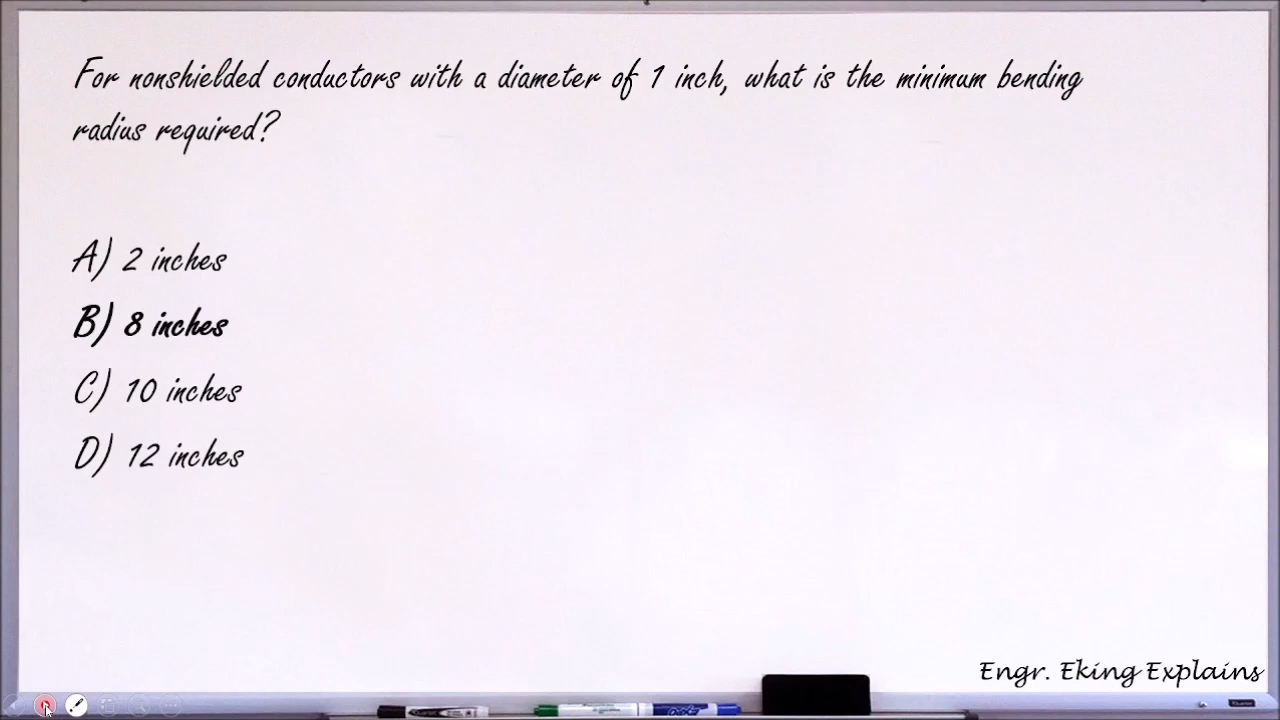 For nonshielded conductors with a diameter of 1 inch, what is the minimum bending
radius required?
A) 2 inches
B) 8 inches
C) 10 inches
D) 12 inches
Engr. Eking Explains